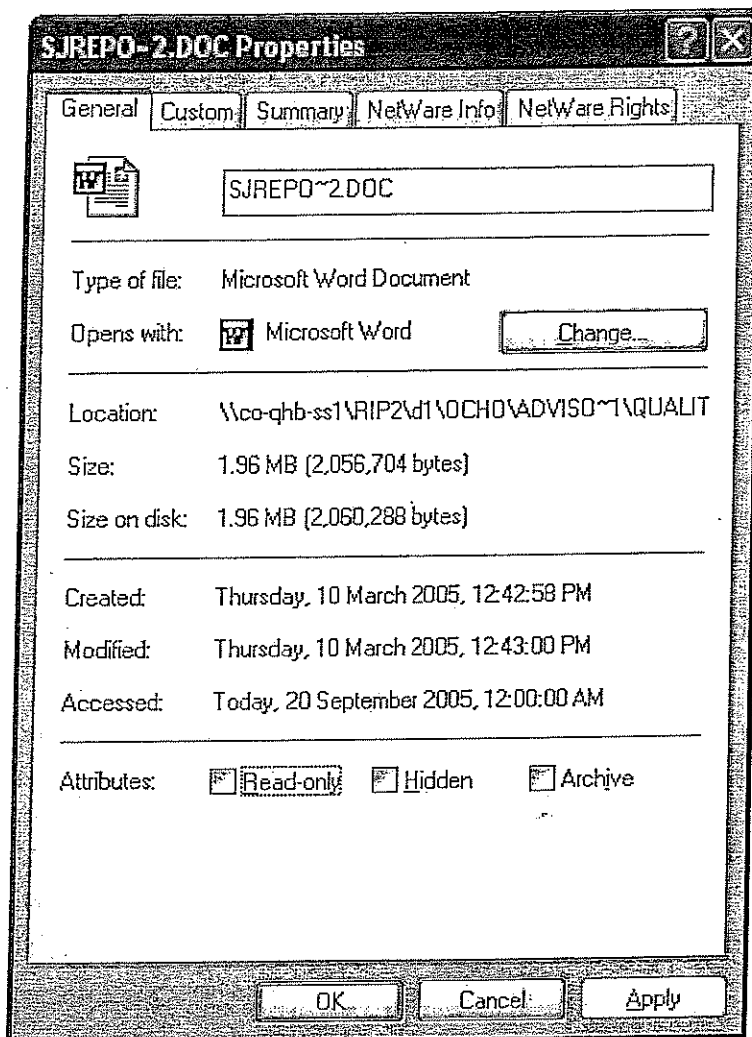 SJREPO~2.DOC Properties
General Custom Summary NetWare Info NetWare Rights
SJREPO~2.DOC
Type of file: Microsoft Word Document
Opens with: Microsoft Word Change...
Location: \\co-qhb-ss1\RIP2\d1\OCHO\ADVISO~1\QUALIT
Size: 1.96 MB (2,056,704 bytes)
Size on disk: 1.96 MB (2,060,288 bytes)
Created: Thursday, 10 March 2005, 12:42:58 PM
Modified: Thursday, 10 March 2005, 12:43:00 PM
Accessed: Today, 20 September 2005, 12:00:00 AM
Attributes: Read-only Hidden Archive
OK Cancel Apply